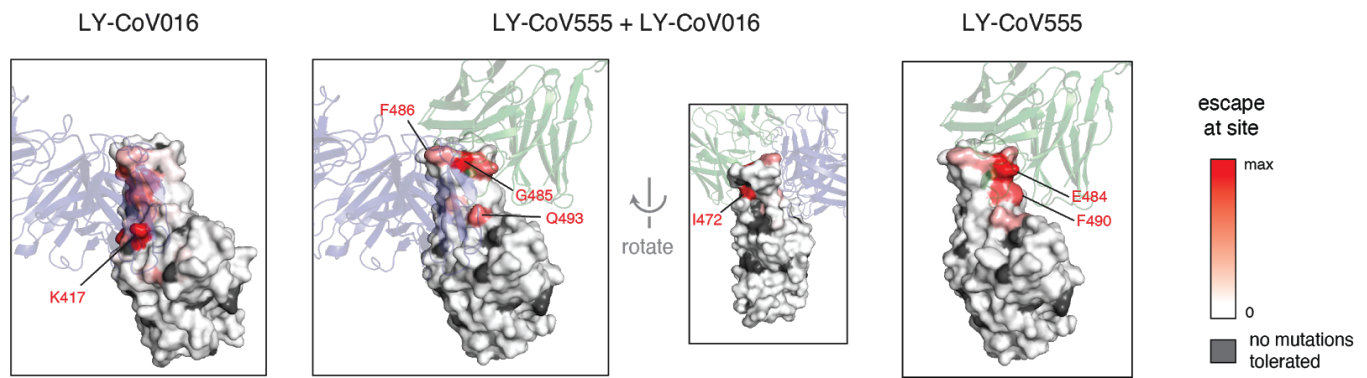 LY-CoV016
LY-CoV555 + LY-CoV016
LY-CoV555
K417
F486
G485
Q493
rotate
I472
E484
F490
escape
at site
max
0
no mutations
tolerated